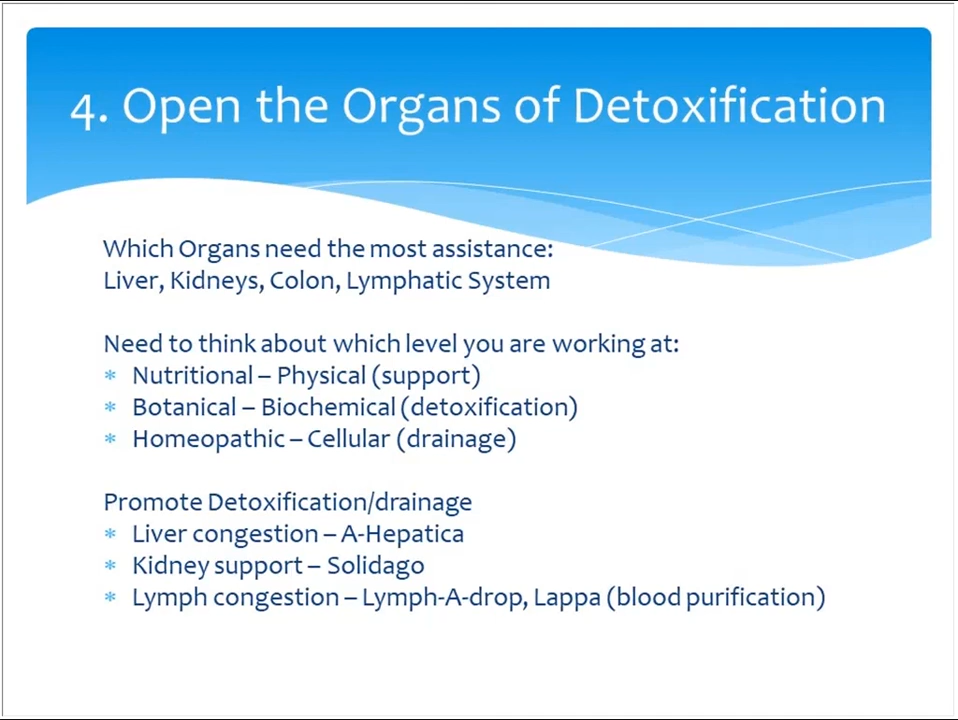 4. Open the Organs of Detoxification
Which Organs need the most assistance:
Liver, Kidneys, Colon, Lymphatic System
Need to think about which level you are working at:
* Nutritional – Physical (support)
* Botanical – Biochemical (detoxification)
* Homeopathic – Cellular (drainage)
Promote Detoxification/drainage
* Liver congestion – A-Hepatica
* Kidney support – Solidago
* Lymph congestion – Lymph-A-drop, Lappa (blood purification)